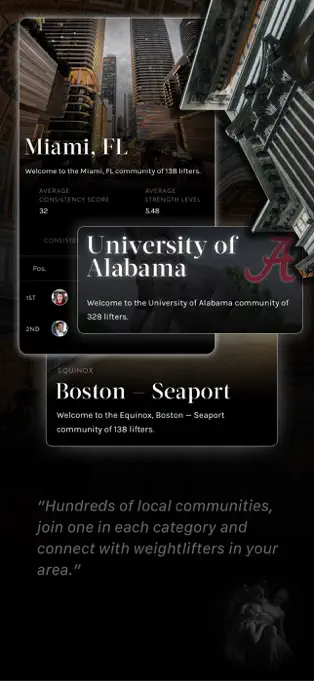 Miami, FL
Welcome to the Miami, FL community of 138 lifters.
AVERAGE
CONSISTENCY SCORE
32
AVERAGE
STRENGTH LEVEL
5.48
CONSISTE
Pos.
1ST
2ND
University of
Alabama
A
Welcome to the University of Alabama community of
328 lifters.
EQUINOX
Boston — Seaport
Welcome to the Equinox, Boston — Seaport
community of 138 lifters.
“Hundreds of local communities,
join one in each category and
connect with weightlifters in your
area.”